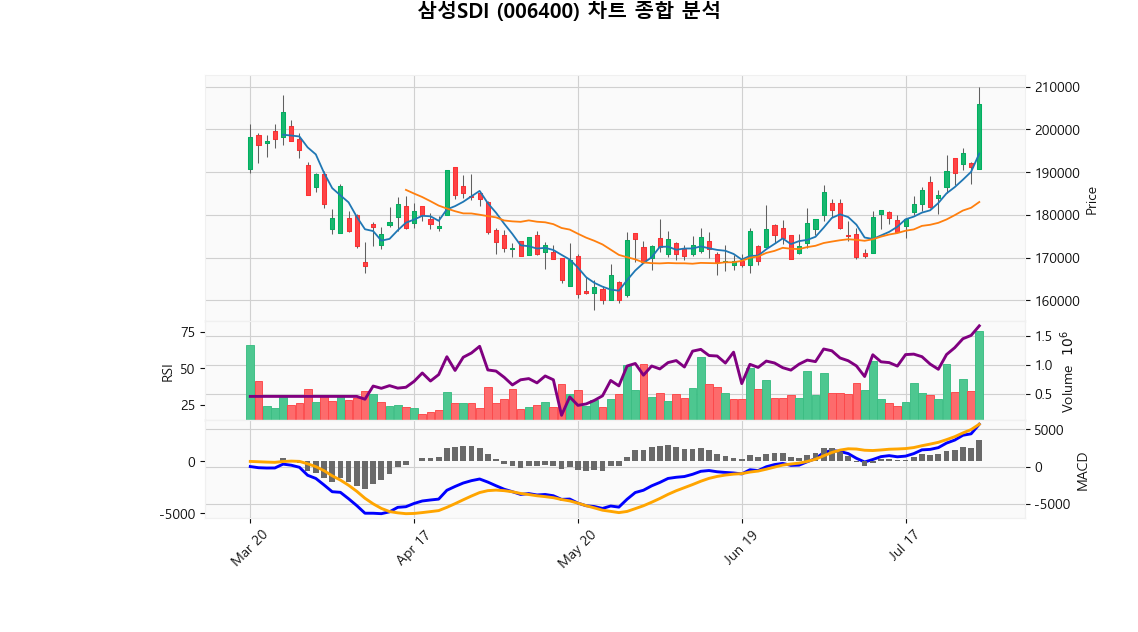 삼성SDI (006400) 차트 종합 분석
210000
200000
190000
180000
170000
160000
Price
75
50
25
RSI
1.5
1.0
0.5
Volume 10^6
0
-5000
5000
0
-5000
MACD
Mar 20
Apr 17
May 20
Jun 19
Jul 17